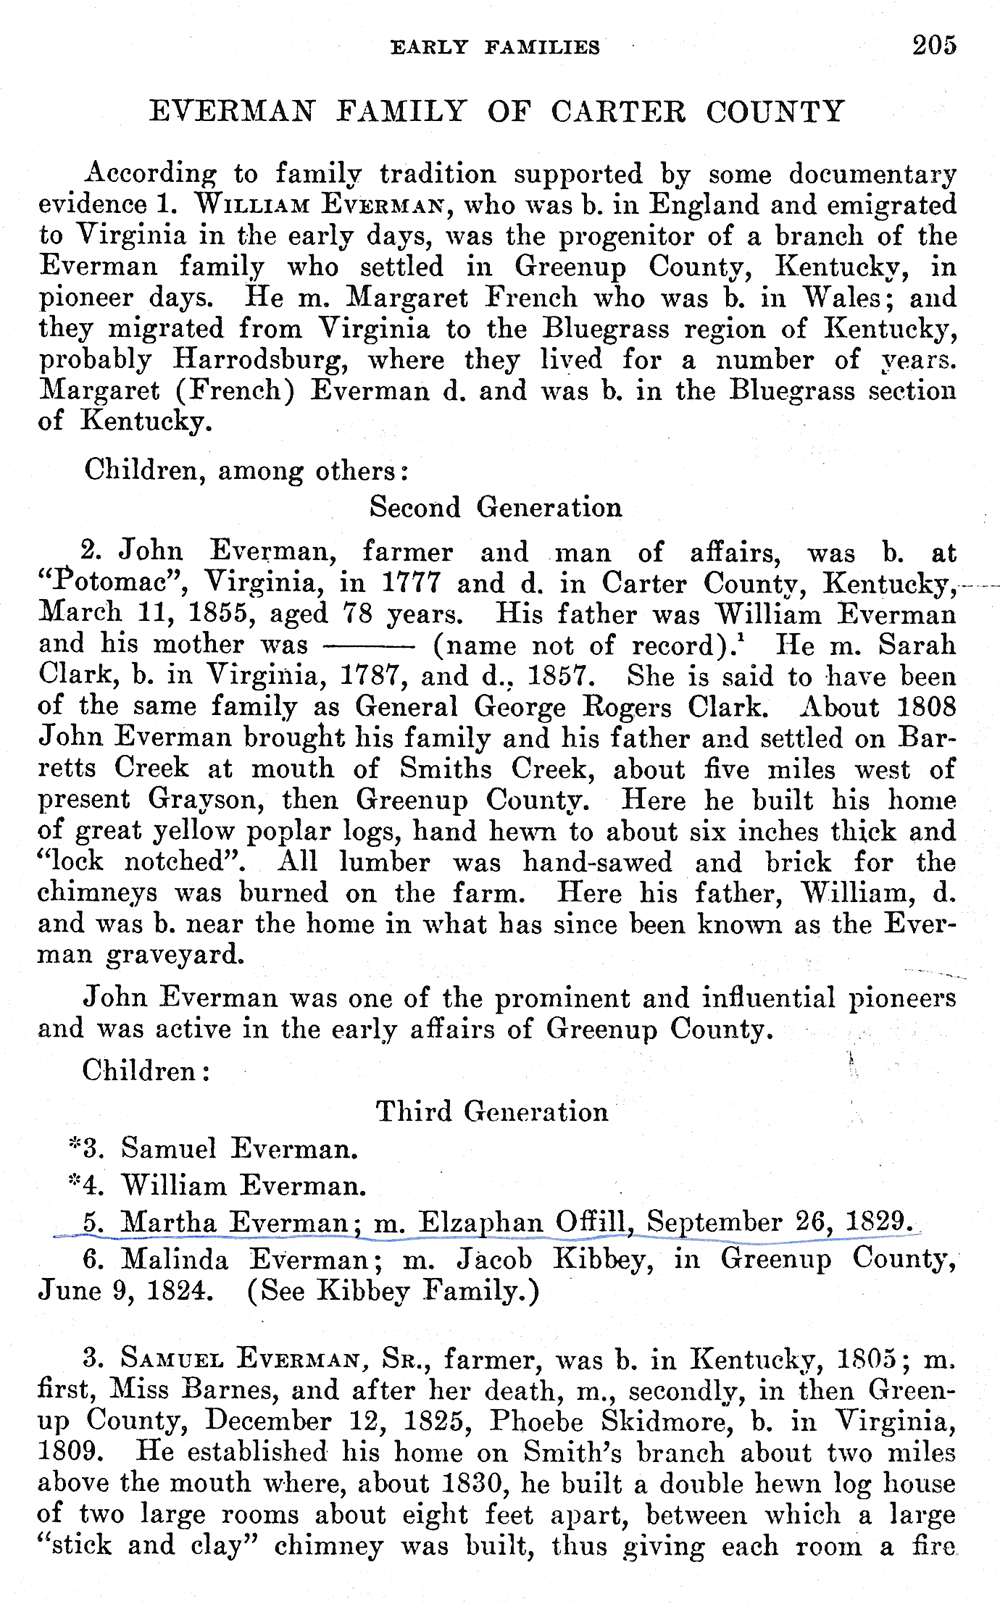 EARLY FAMILIES 205
EVERMAN FAMILY OF CARTER COUNTY
According to family tradition supported by some documentary
evidence 1. WILLIAM EVERMAN, who was b. in England and emigrated
to Virginia in the early days, was the progenitor of a branch of the
Everman family who settled in Greenup County, Kentucky, in
pioneer days. He m. Margaret French who was b. in Wales; and
they migrated from Virginia to the Bluegrass region of Kentucky,
probably Harrodsburg, where they lived for a number of years.
Margaret (French) Everman d. and was b. in the Bluegrass section
of Kentucky.
Children, among others:
Second Generation
2. John Everman, farmer and man of affairs, was b. at
“Potomac”, Virginia, in 1777 and d. in Carter County, Kentucky,
March 11, 1855, aged 78 years. His father was William Everman
and his mother was ——— (name not of record).¹ He m. Sarah
Clark, b. in Virginia, 1787, and d., 1857. She is said to have been
of the same family as General George Rogers Clark. About 1808
John Everman brought his family and his father and settled on Bar-
retts Creek at mouth of Smiths Creek, about five miles west of
present Grayson, then Greenup County. Here he built his home
of great yellow poplar logs, hand hewn to about six inches thick and
“lock notched”. All lumber was hand-sawed and brick for the
chimneys was burned on the farm. Here his father, William, d.
and was b. near the home in what has since been known as the Ever-
man graveyard.
John Everman was one of the prominent and influential pioneers
and was active in the early affairs of Greenup County.
Children:
Third Generation
*3. Samuel Everman.
*4. William Everman.
5. Martha Everman; m. Elzaphan Offill, September 26, 1829.
6. Malinda Everman; m. Jacob Kibbey, in Greenup County,
June 9, 1824. (See Kibbey Family.)
3. SAMUEL EVERMAN, SR., farmer, was b. in Kentucky, 1805; m.
first, Miss Barnes, and after her death, m., secondly, in then Green-
up County, December 12, 1825, Phoebe Skidmore, b. in Virginia,
1809. He established his home on Smith's branch about two miles
above the mouth where, about 1830, he built a double hewn log house
of two large rooms about eight feet apart, between which a large
“stick and clay” chimney was built, thus giving each room a fire